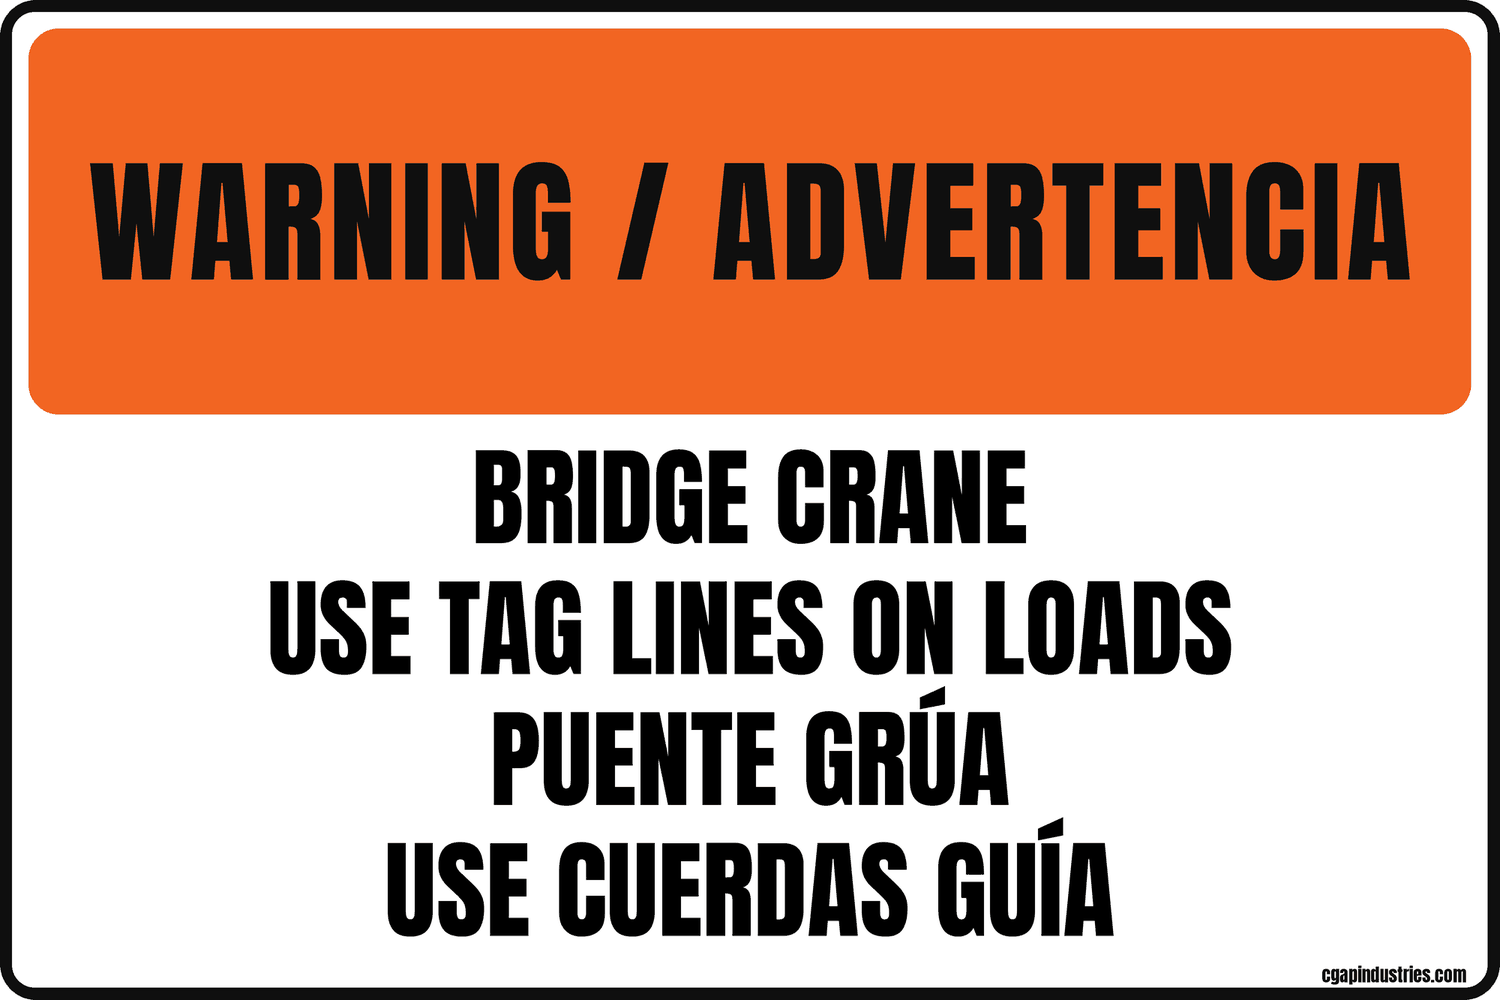 WARNING / ADVERTENCIA
BRIDGE CRANE
USE TAG LINES ON LOADS
PUENTE GRÚA
USE CUERDAS GUÍA
cgapindustries.com